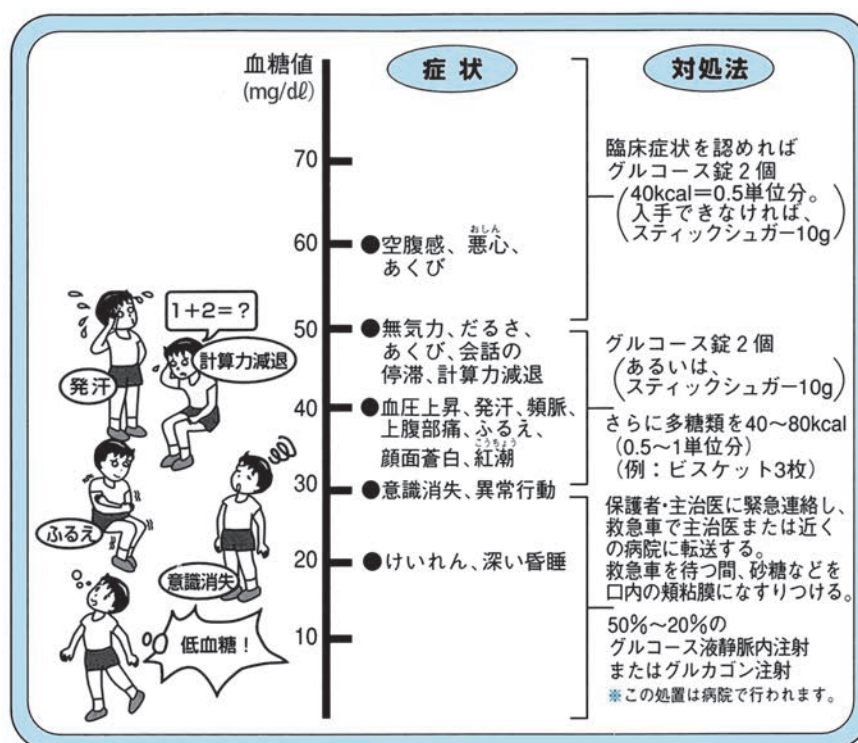 血糖値
(mg/dℓ)
症状
対処法
70
60
50
40
30
20
10
●空腹感、悪心、
おしん
あくび
●無気力、だるさ、
あくび、会話の
停滞、計算力減退
●血圧上昇、発汗、頻脈、
上腹部痛、ふるえ、
こうちょう
顔面蒼白、紅潮
●意識消失、異常行動
●けいれん、深い昏睡
臨床症状を認めれば
グルコース錠2個
(40kcal=0.5単位分。
入手できなければ、
スティックシュガー10g)
グルコース錠2個
(あるいは、
スティックシュガー10g)
さらに多糖類を40~80kcal
(0.5~1単位分)
(例:ビスケット3枚)
保護者・主治医に緊急連絡し、
救急車で主治医または近く
の病院に転送する。
救急車を待つ間、砂糖などを
口内の頬粘膜になすりつける。
50%~20%の
グルコース液静脈内注射
またはグルカゴン注射
※この処置は病院で行われます。
1+2=?
発汗
計算力減退
ふるえ
意識消失
低血糖!